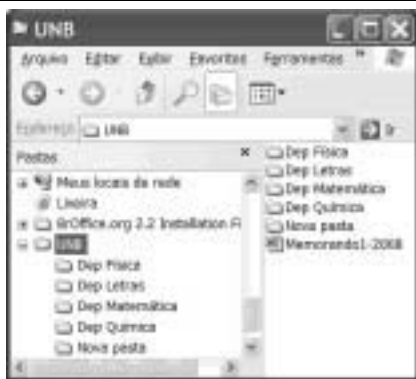 UNB
Arquivo Editar Exibir Favoritos Ferramentas »
Endereço UNB Ir
Pastas ×
Meus locais de rede
Lixeira
BrOffice.org 2.2 Installation Fi
UNB
Dep Física
Dep Letras
Dep Matemática
Dep Química
Nova pasta
Dep Física
Dep Letras
Dep Matemática
Dep Química
Nova pasta
Memorando1-2008